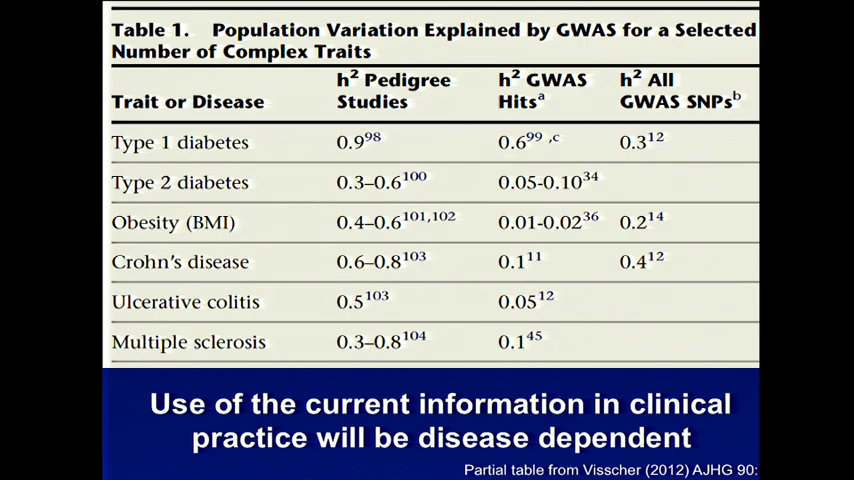 Table 1. Population Variation Explained by GWAS for a Selected
Number of Complex Traits
Trait or Disease h² Pedigree Studies h² GWAS Hitsᵃ h² All GWAS SNPsᵇ
Type 1 diabetes 0.9⁹⁸ 0.6⁹⁹ ,ᶜ 0.3¹²
Type 2 diabetes 0.3–0.6¹⁰⁰ 0.05-0.10³⁴
Obesity (BMI) 0.4–0.6¹⁰¹,¹⁰² 0.01-0.02³⁶ 0.2¹⁴
Crohn's disease 0.6–0.8¹⁰³ 0.1¹¹ 0.4¹²
Ulcerative colitis 0.5¹⁰³ 0.05¹²
Multiple sclerosis 0.3–0.8¹⁰⁴ 0.1⁴⁵
Use of the current information in clinical
practice will be disease dependent
Partial table from Visscher (2012) AJHG 90: